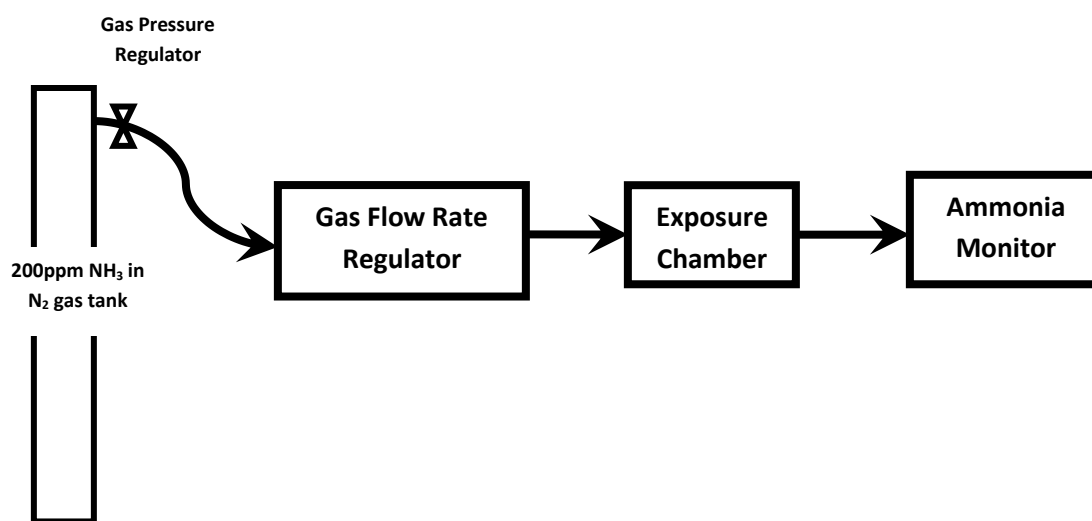 Gas Pressure
Regulator
200ppm NH₃ in
N₂ gas tank
Gas Flow Rate
Regulator
Exposure
Chamber
Ammonia
Monitor